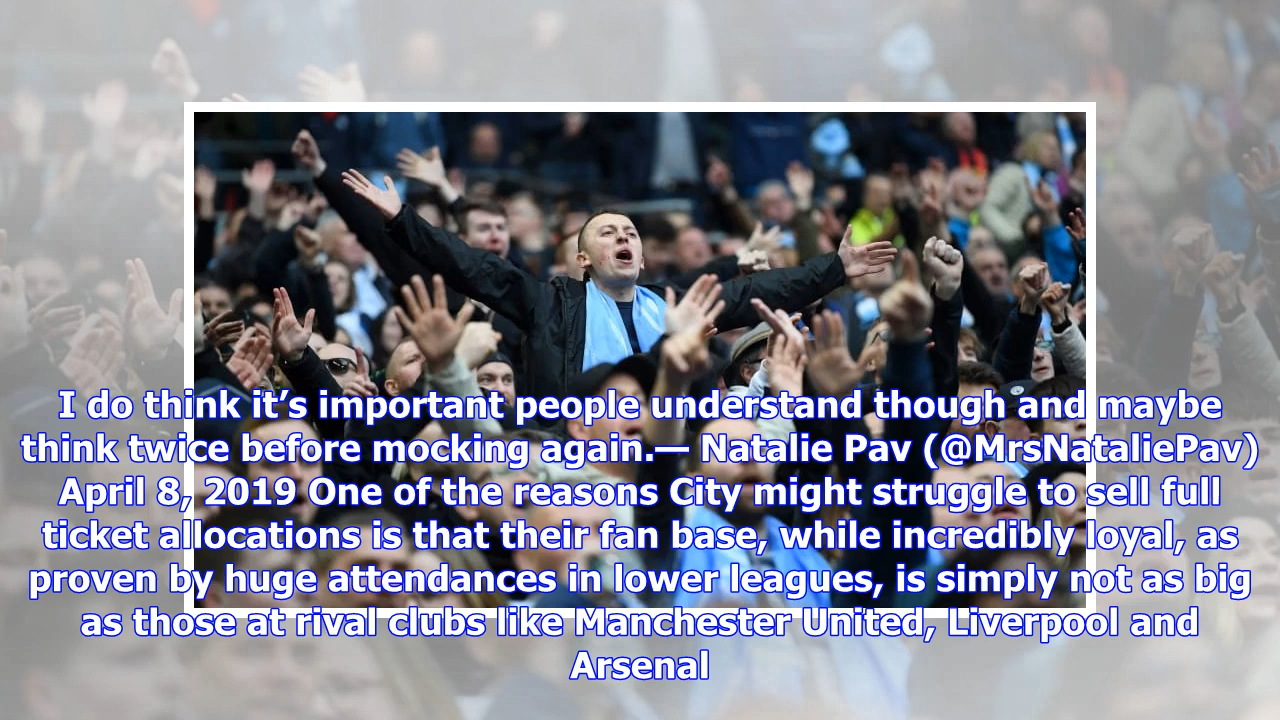 I do think it’s important people understand though and maybe
think twice before mocking again.— Natalie Pav (@MrsNataliePav)
April 8, 2019 One of the reasons City might struggle to sell full
ticket allocations is that their fan base, while incredibly loyal, as
proven by huge attendances in lower leagues, is simply not as big
as those at rival clubs like Manchester United, Liverpool and
Arsenal